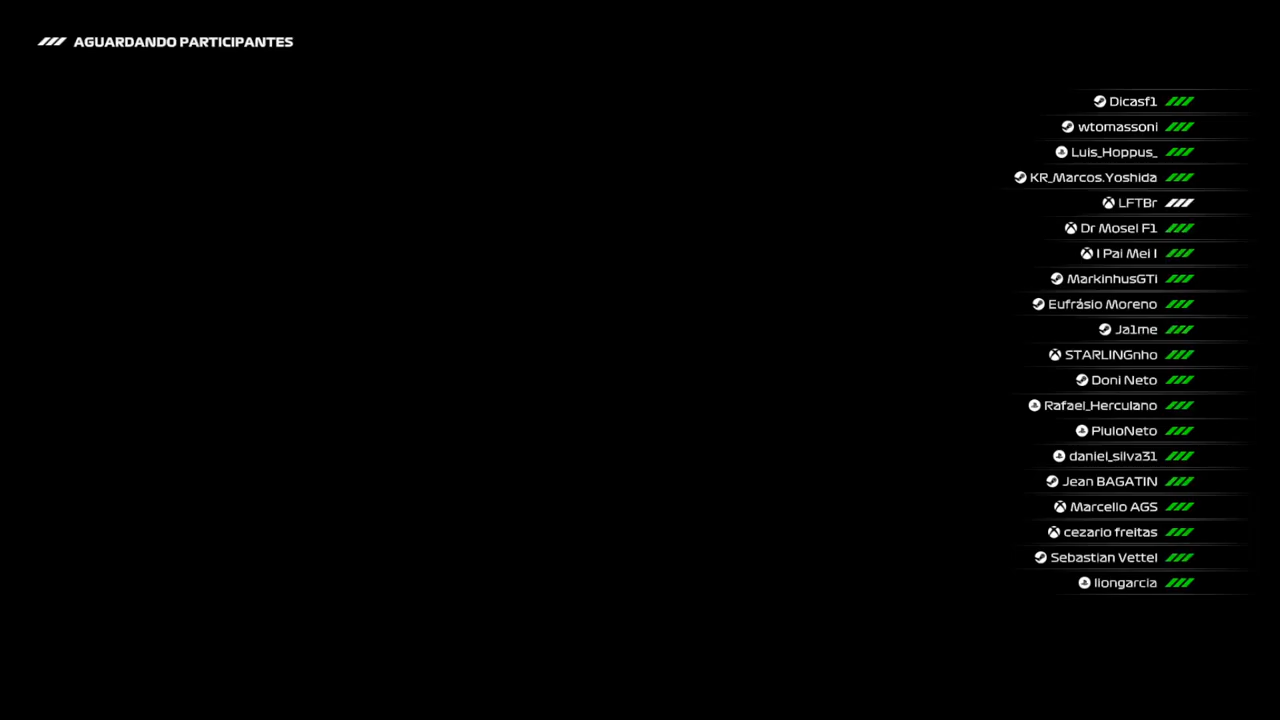 AGUARDANDO PARTICIPANTES
Dicasf1
wtomassoni
Luis_Hoppus_
KR_Marcos.Yoshida
LFTBr
Dr Mosel F1
I Pai Mei I
MarkinhusGTI
Eufrásio Moreno
Ja1me
STARLINGnho
Doni Neto
Rafael_Herculano
PiuloNeto
daniel_silva31
Jean BAGATIN
Marcello AGS
cezario freitas
Sebastian Vettel
liongarcia